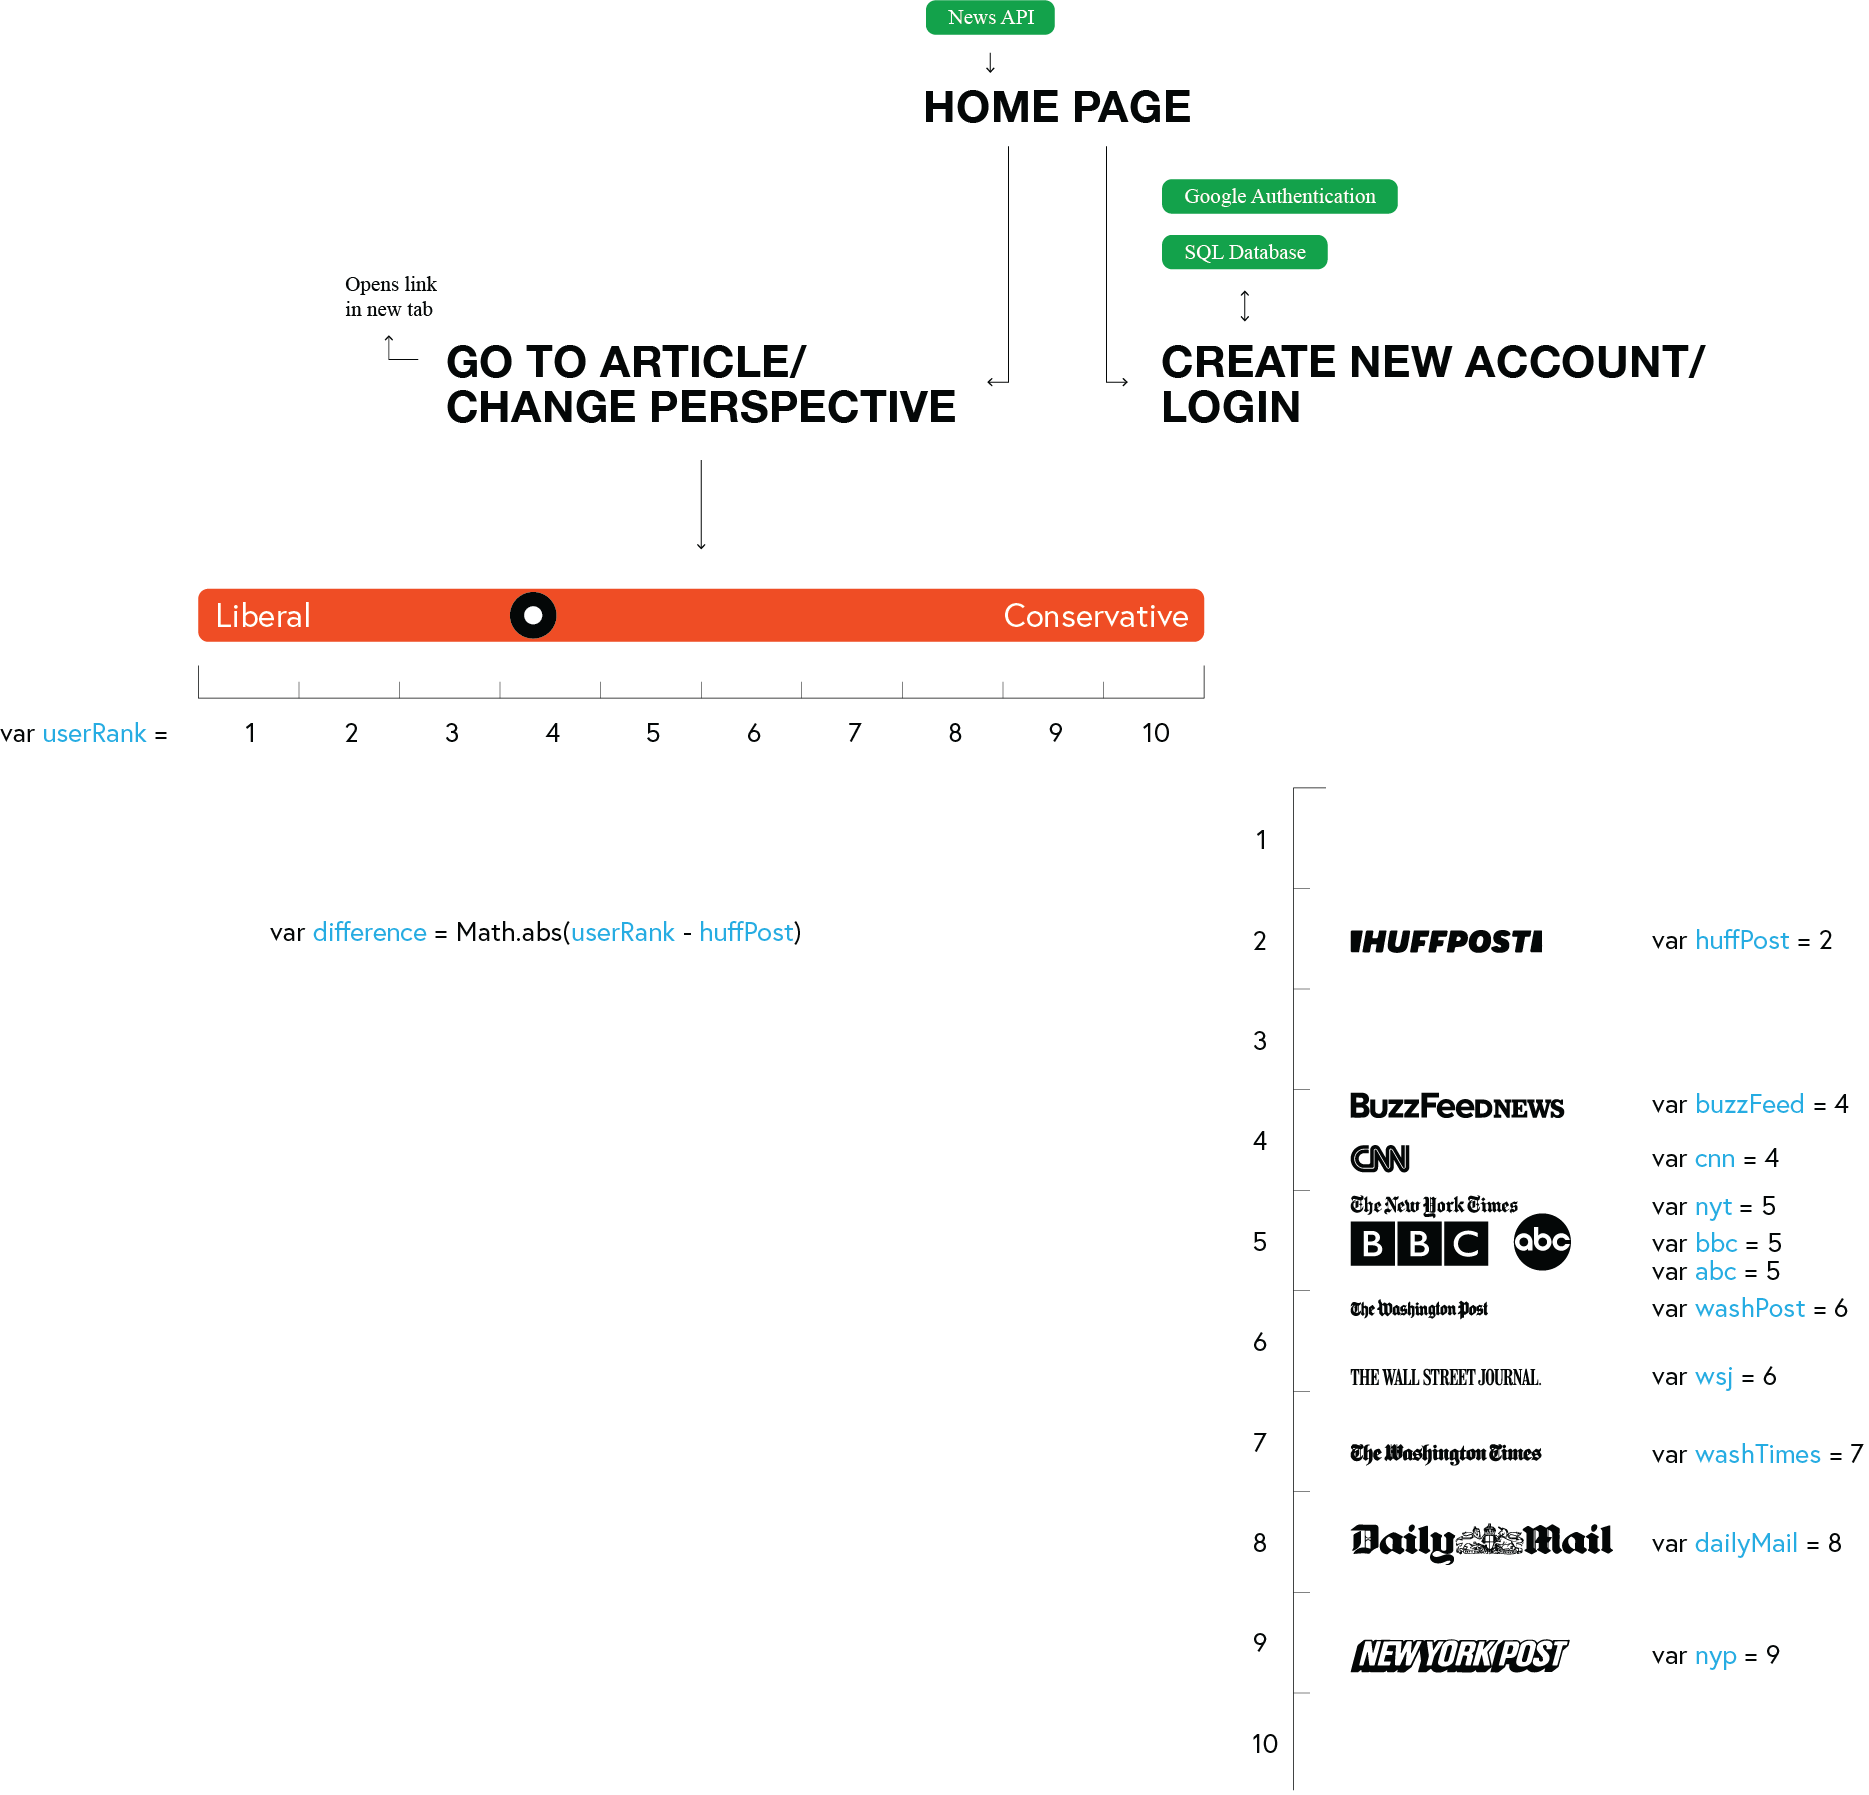 News API
HOME PAGE
Google Authentication
SQL Database
Opens link
in new tab
GO TO ARTICLE/
CHANGE PERSPECTIVE
CREATE NEW ACCOUNT/
LOGIN
Liberal
Conservative
var userRank = 1 2 3 4 5 6 7 8 9 10
var difference = Math.abs(userRank - huffPost)
1
2 HUFFPOST var huffPost = 2
3
BuzzFeedNEWS var buzzFeed = 4
4
CNN var cnn = 4
The New York Times var nyt = 5
5 BBC abc var bbc = 5
var abc = 5
The Washington Post var washPost = 6
6
THE WALL STREET JOURNAL. var wsj = 6
7 The Washington Times var washTimes = 7
8 Daily Mail var dailyMail = 8
9 NEW YORK POST var nyp = 9
10